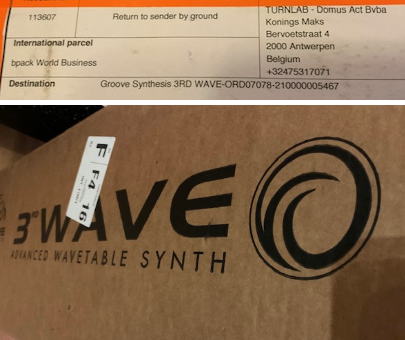 113607
Return to sender by ground
TURNLAB - Domus Act Bvba
Konings Maks
Bervoetstraat 4
2000 Antwerpen
Belgium
+32475317071
International parcel
bpack World Business
Destination
Groove Synthesis 3RD WAVE-ORD07078-210000005467
F
F4 16
3RD WAVE
ADVANCED WAVETABLE SYNTH